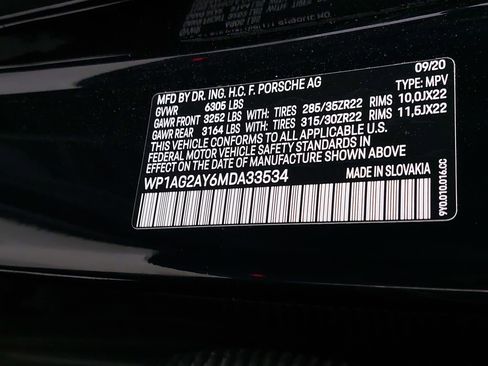 09/20
MFD BY DR. ING. H.C. F. PORSCHE AG
GVWR 6305 LBS TYPE: MPV
GAWR FRONT 3252 LBS WITH: TIRES 285/35ZR22 RIMS 10,0JX22
GAWR REAR 3164 LBS WITH: TIRES 315/30ZR22 RIMS 11,5JX22
THIS VEHICLE CONFORMS TO ALL U.S.
FEDERAL MOTOR VEHICLE SAFETY STANDARDS IN
EFFECT ON THE DATE OF MANUFACTURE SHOWN ABOVE
WP1AG2AY6MDA33534 MADE IN SLOVAKIA
9Y0.010.016.CC